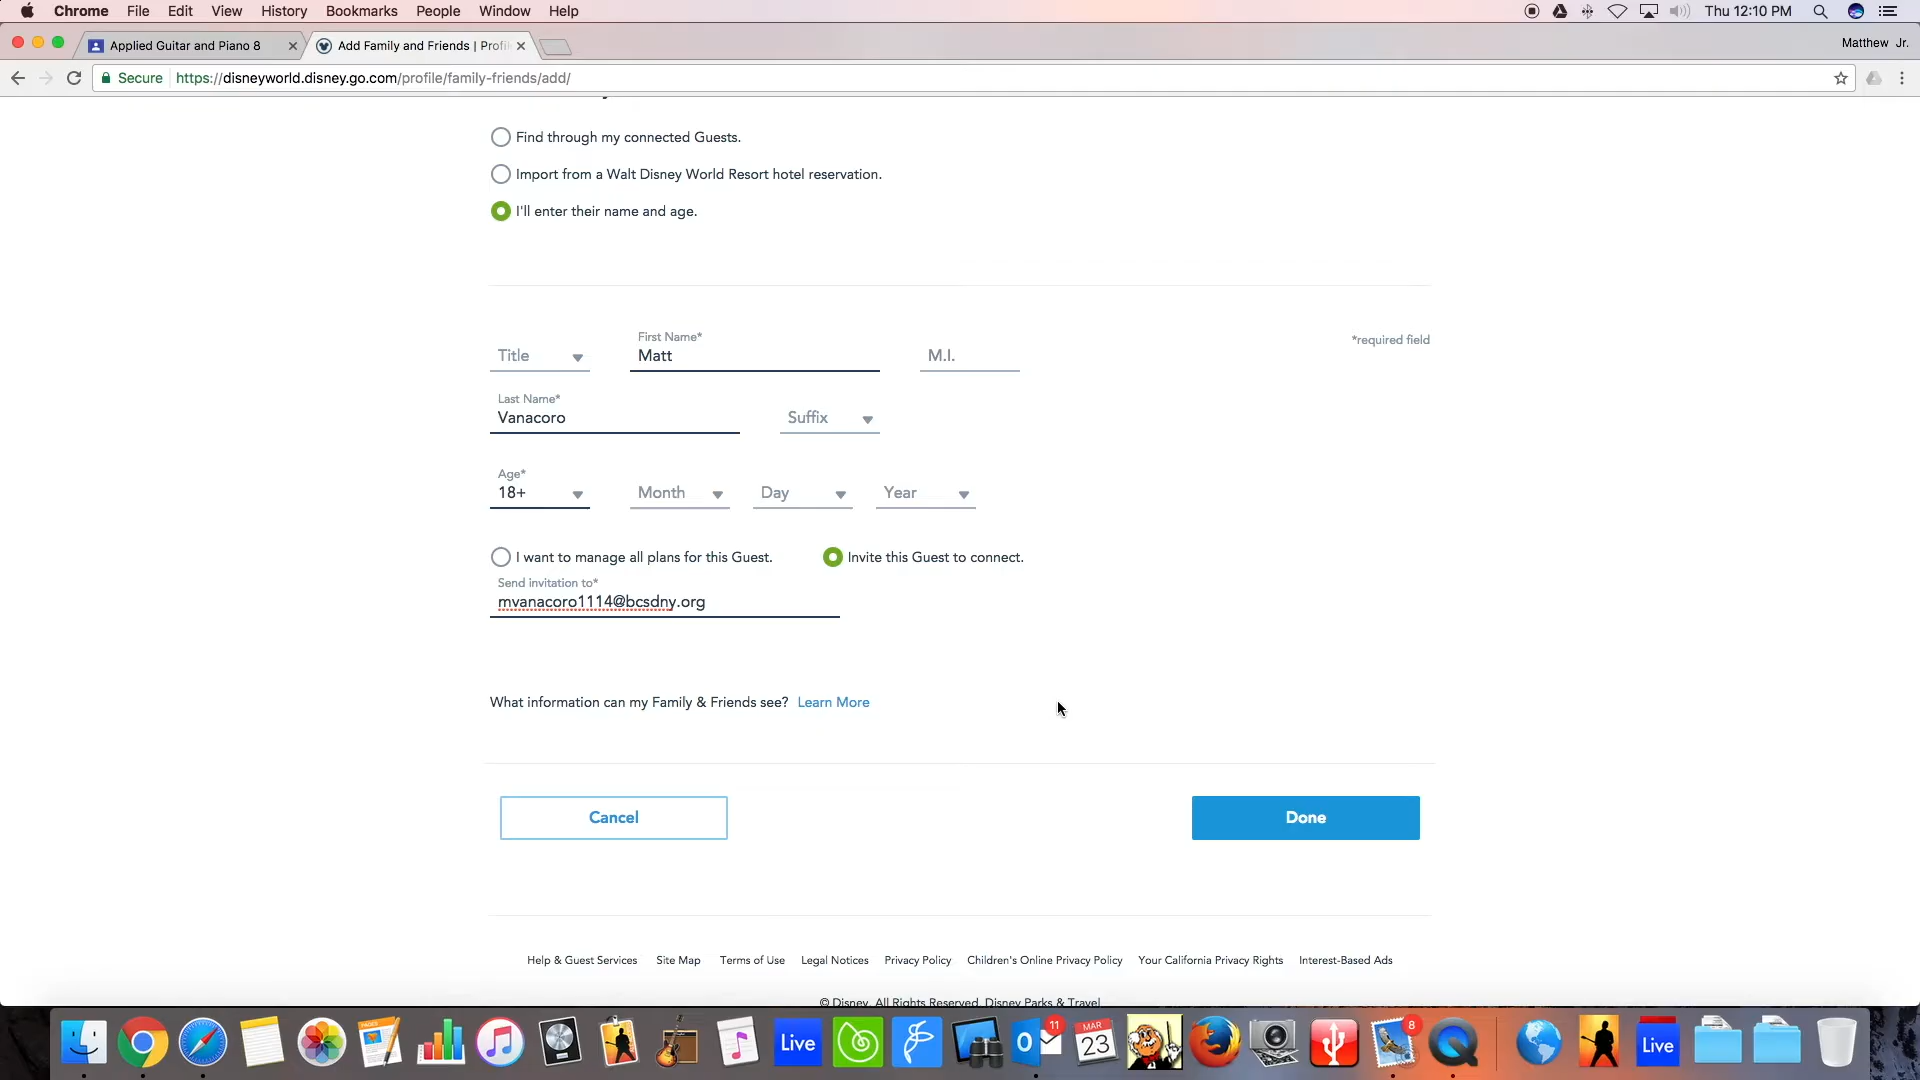 Chrome File Edit View History Bookmarks People Window Help Thu 12:10 PM
Applied Guitar and Piano 8 Add Family and Friends | Profi Matthew Jr.
Secure https://disneyworld.disney.go.com/profile/family-friends/add/
Find through my connected Guests.
Import from a Walt Disney World Resort hotel reservation.
I'll enter their name and age.
*required field
First Name*
Title Matt M.I.
Last Name*
Vanacoro Suffix
Age*
18+ Month Day Year
I want to manage all plans for this Guest. Invite this Guest to connect.
Send invitation to*
mvanacoro1114@bcsdny.org
What information can my Family & Friends see? Learn More
Cancel Done
Help & Guest Services Site Map Terms of Use Legal Notices Privacy Policy Children's Online Privacy Policy Your California Privacy Rights Interest-Based Ads
© Disney. All Rights Reserved. Disney Parks & Travel
PAGES Live 11 MAR 23 8 Live